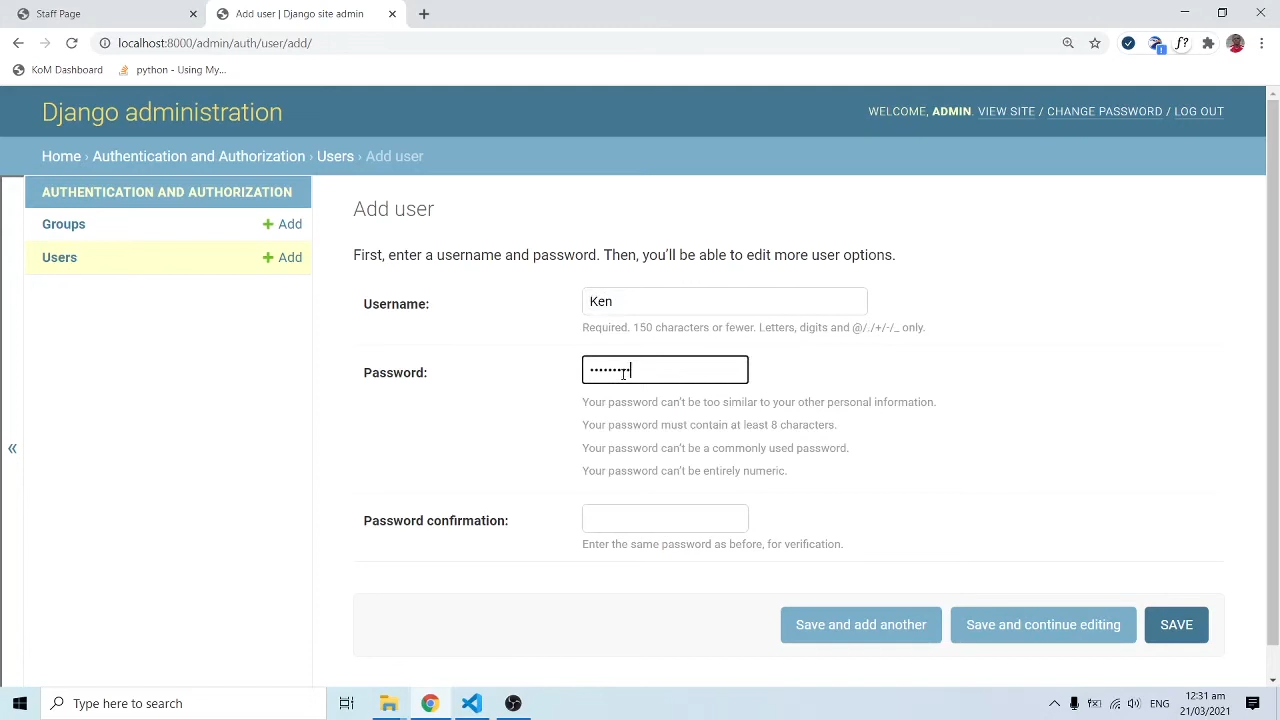 Staff Page
Add user | Django site admin
localhost:8000/admin/auth/user/add/
KoM Dashboard
python - Using My...
Django administration
WELCOME, ADMIN. VIEW SITE / CHANGE PASSWORD / LOG OUT
Home › Authentication and Authorization › Users › Add user
AUTHENTICATION AND AUTHORIZATION
Groups + Add
Users + Add
«
Add user
First, enter a username and password. Then, you’ll be able to edit more user options.
Username: Ken
Required. 150 characters or fewer. Letters, digits and @/./+/-/_ only.
Password:
Your password can’t be too similar to your other personal information.
Your password must contain at least 8 characters.
Your password can’t be a commonly used password.
Your password can’t be entirely numeric.
Password confirmation:
Enter the same password as before, for verification.
Save and add another
Save and continue editing
SAVE
Type here to search
ENG
12:31 am
21/03/2021